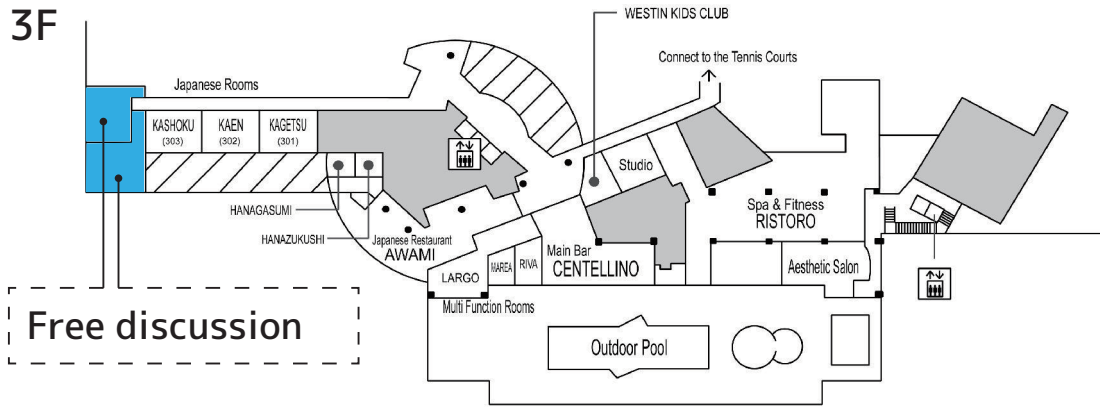 3F
WESTIN KIDS CLUB
Connect to the Tennis Courts
Japanese Rooms
KASHOKU
(303)
KAEN
(302)
KAGETSU
(301)
Studio
HANAGASUMI
HANAZUKUSHI
Spa & Fitness
RISTORO
Japanese Restaurant
AWAMI
LARGO
MAREA
RIVA
Main Bar
CENTELLINO
Aesthetic Salon
Multi Function Rooms
Free discussion
Outdoor Pool